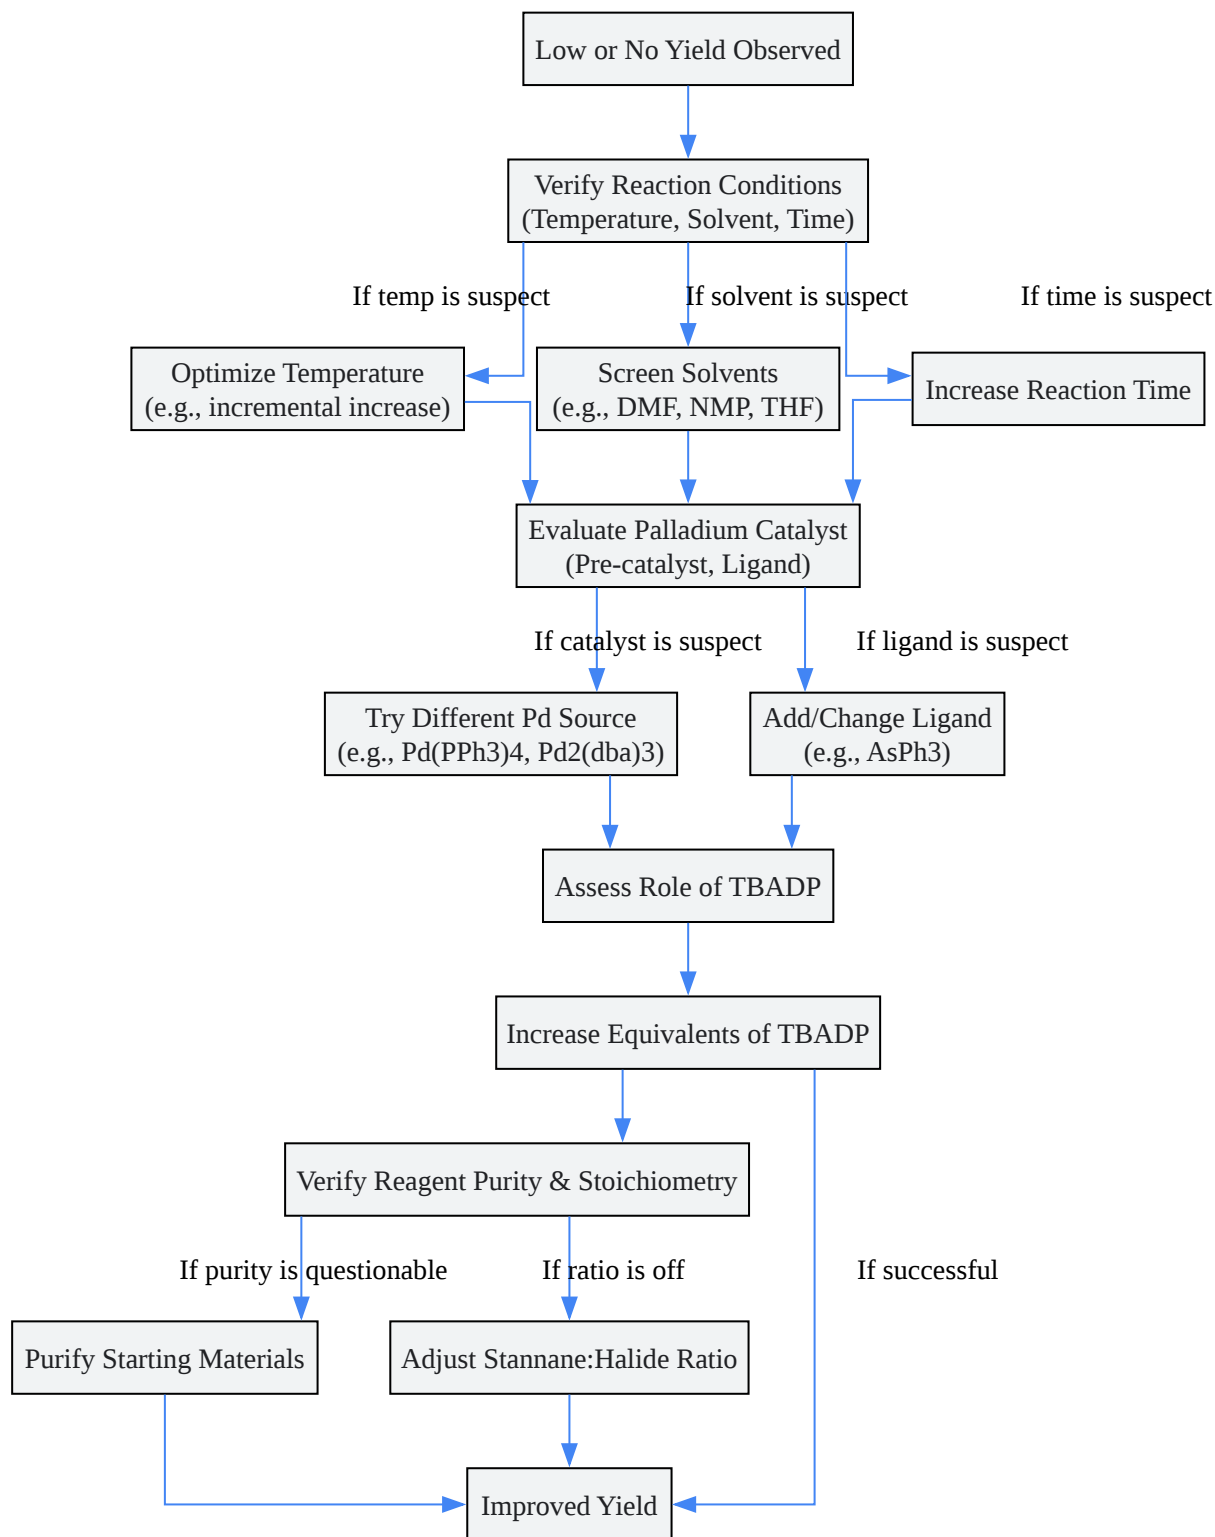 Low or No Yield Observed
Verify Reaction Conditions
(Temperature, Solvent, Time)
If temp is suspect
If solvent is suspect
If time is suspect
Optimize Temperature
(e.g., incremental increase)
Screen Solvents
(e.g., DMF, NMP, THF)
Increase Reaction Time
Evaluate Palladium Catalyst
(Pre-catalyst, Ligand)
If catalyst is suspect
If ligand is suspect
Try Different Pd Source
(e.g., Pd(PPh3)4, Pd2(dba)3)
Add/Change Ligand
(e.g., AsPh3)
Assess Role of TBADP
Increase Equivalents of TBADP
Verify Reagent Purity & Stoichiometry
If purity is questionable
If ratio is off
If successful
Purify Starting Materials
Adjust Stannane:Halide Ratio
Improved Yield